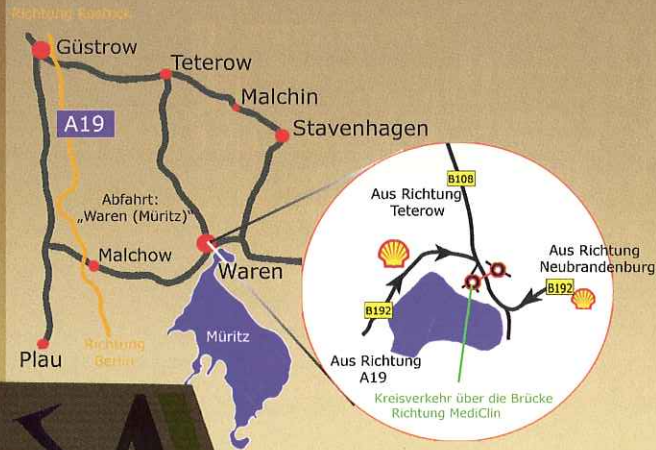 Richtung Rostock
Güstrow
Teterow
Malchin
Stavenhagen
A19
Abfahrt:
„Waren (Müritz)“
Malchow
Waren
Müritz
Plau
Richtung
Berlin
B108
Aus Richtung
Teterow
Aus Richtung
Neubrandenburg
B192
B192
Aus Richtung
A19
Kreisverkehr über die Brücke
Richtung MediClin